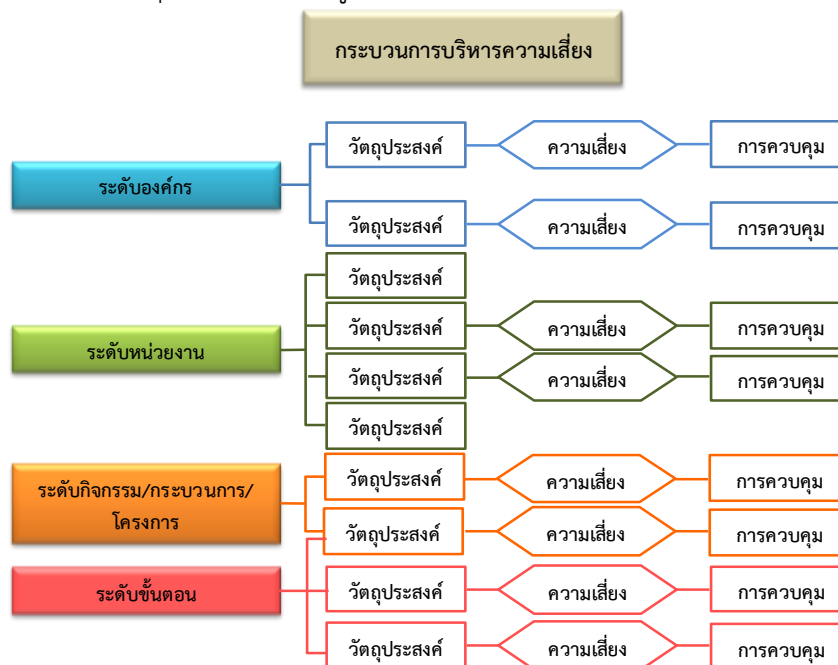 กระบวนการบริหารความเสี่ยง
วัตถุประสงค์ ความเสี่ยง การควบคุม
ระดับองค์กร
วัตถุประสงค์ ความเสี่ยง การควบคุม
วัตถุประสงค์
วัตถุประสงค์ ความเสี่ยง การควบคุม
ระดับหน่วยงาน
วัตถุประสงค์ ความเสี่ยง การควบคุม
วัตถุประสงค์
วัตถุประสงค์ ความเสี่ยง การควบคุม
ระดับกิจกรรม/กระบวนการ/
โครงการ
วัตถุประสงค์ ความเสี่ยง การควบคุม
ระดับขั้นตอน
วัตถุประสงค์ ความเสี่ยง การควบคุม
วัตถุประสงค์ ความเสี่ยง การควบคุม